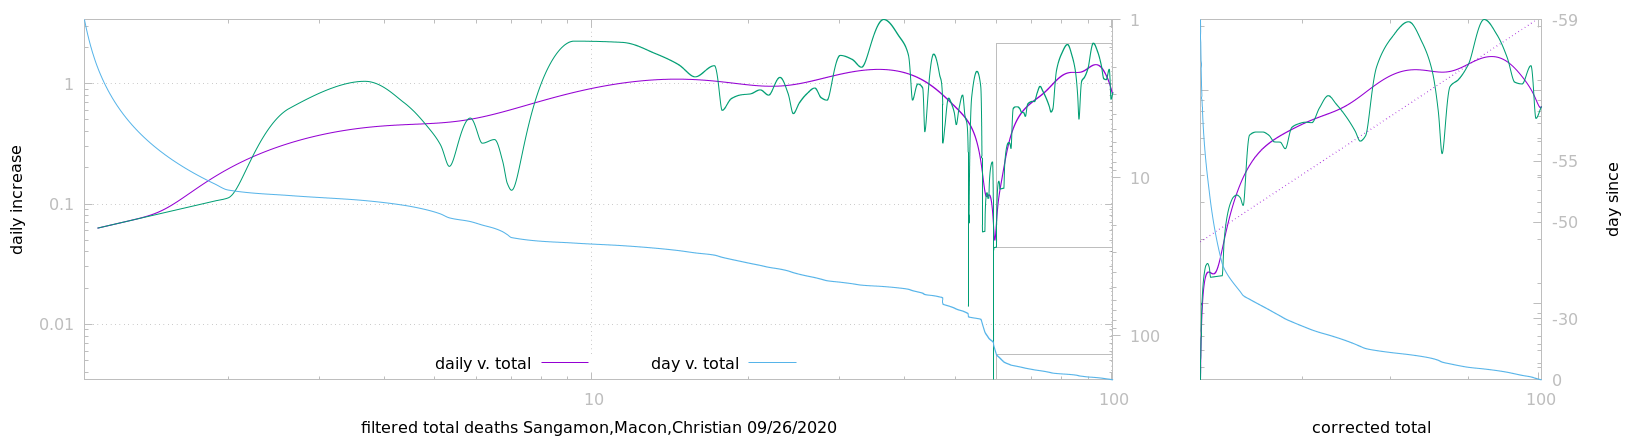 daily increase
1
0.1
0.01
10
100
1
10
100
daily v. total
day v. total
filtered total deaths Sangamon,Macon,Christian 09/26/2020
-59
-55
-50
-30
0
100
day since
corrected total